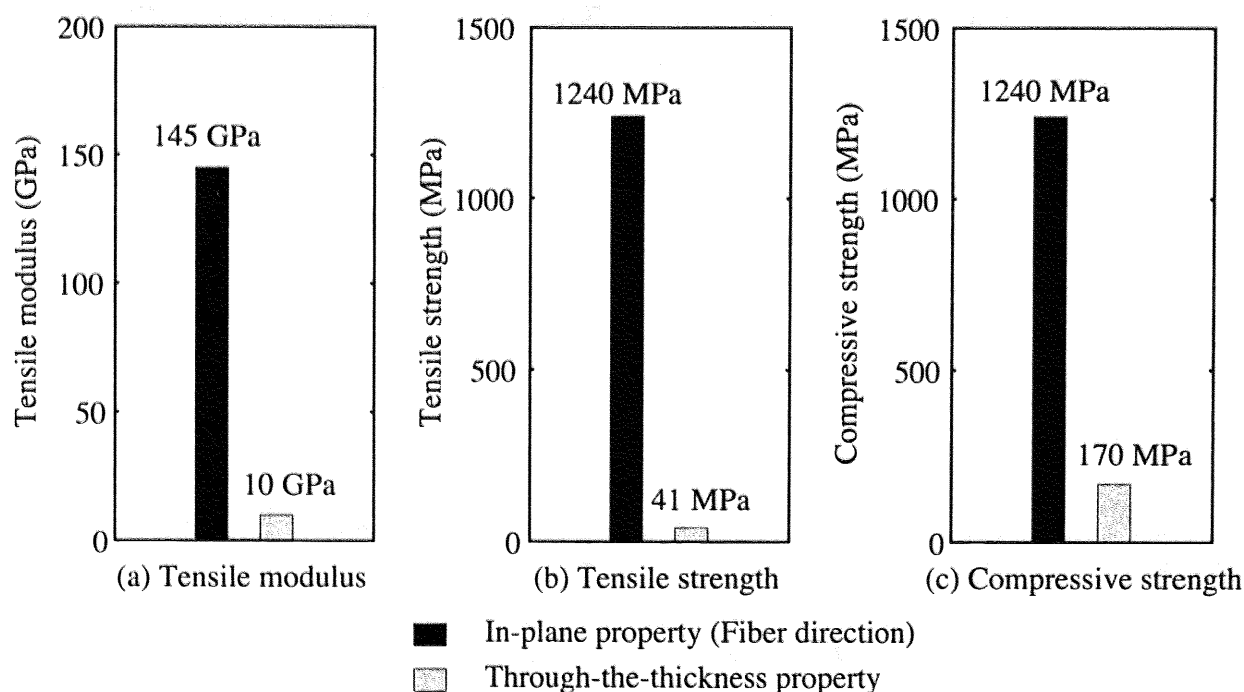 200
150
100
50
0
Tensile modulus (GPa)
145 GPa
10 GPa
(a) Tensile modulus
1500
1000
500
0
Tensile strength (MPa)
1240 MPa
41 MPa
(b) Tensile strength
1500
1000
500
0
Compressive strength (MPa)
1240 MPa
170 MPa
(c) Compressive strength
In-plane property (Fiber direction)
Through-the-thickness property